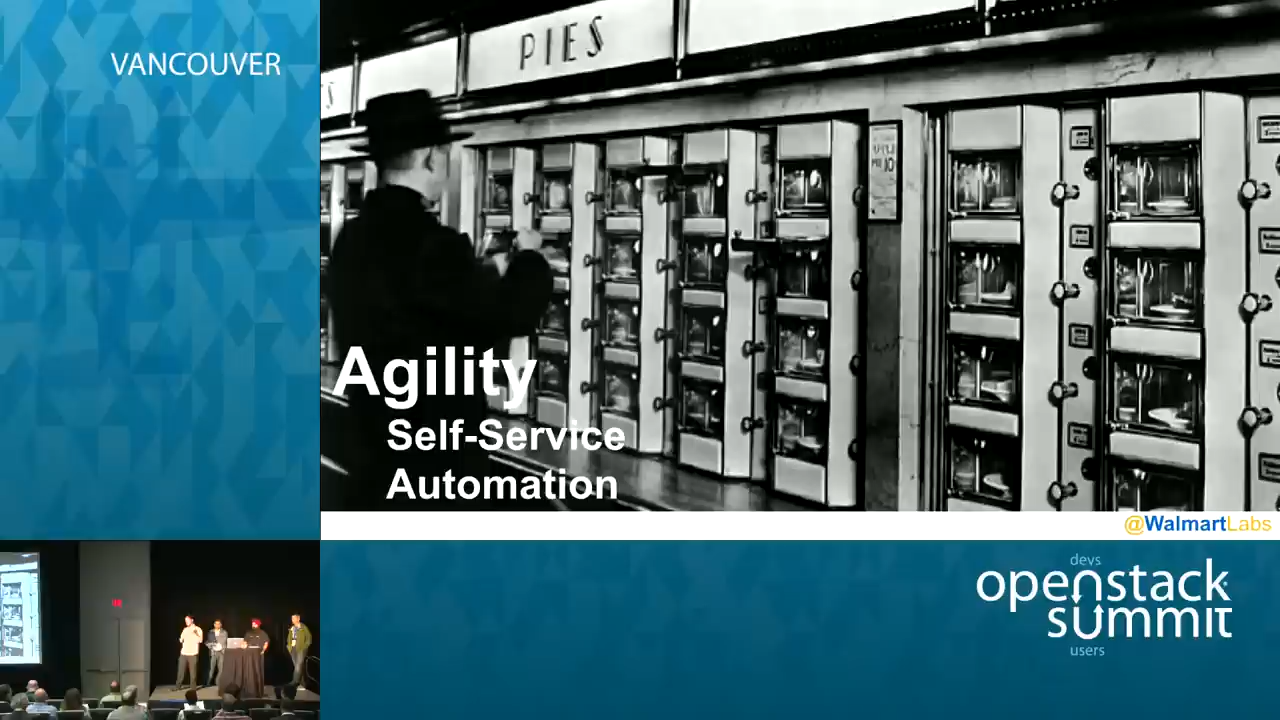 VANCOUVER
PIES
Agility
Self-Service
Automation
@WalmartLabs
devs
openstack
summit
users